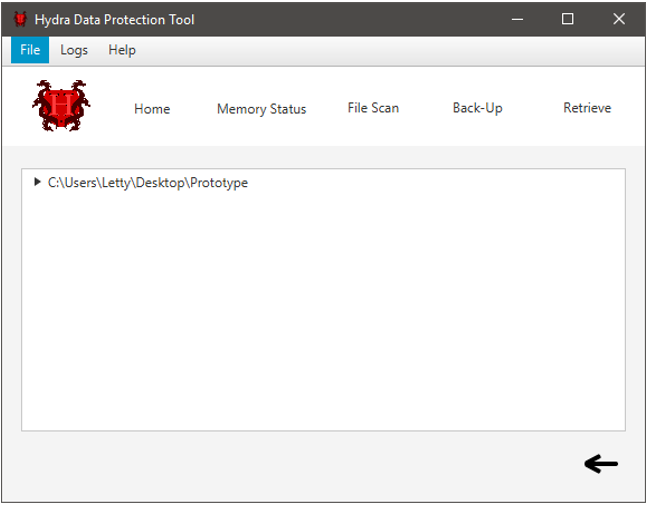 Hydra Data Protection Tool
File Logs Help
H
Home Memory Status File Scan Back-Up Retrieve
C:\Users\Letty\Desktop\Prototype